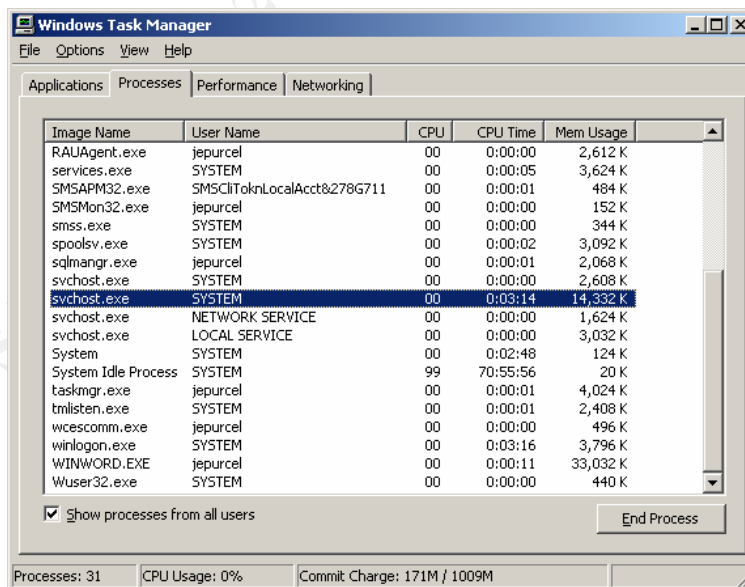 Windows Task Manager
File Options View Help
Applications Processes Performance Networking
Image Name User Name CPU CPU Time Mem Usage
RAUAgent.exe jepurcel 00 0:00:00 2,612 K
services.exe SYSTEM 00 0:00:05 3,624 K
SMSAPM32.exe SMSCliToknLocalAcct&278G711 00 0:00:01 484 K
SMSMon32.exe jepurcel 00 0:00:00 152 K
smss.exe SYSTEM 00 0:00:00 344 K
spoolsv.exe SYSTEM 00 0:00:02 3,092 K
sqlmangr.exe jepurcel 00 0:00:01 2,068 K
svchost.exe SYSTEM 00 0:00:00 2,608 K
svchost.exe SYSTEM 00 0:03:14 14,332 K
svchost.exe NETWORK SERVICE 00 0:00:00 1,624 K
svchost.exe LOCAL SERVICE 00 0:00:00 3,032 K
System SYSTEM 00 0:02:48 124 K
System Idle Process SYSTEM 99 70:55:56 20 K
taskmgr.exe jepurcel 00 0:00:01 4,024 K
tmlisten.exe SYSTEM 00 0:00:01 2,408 K
wcescomm.exe jepurcel 00 0:00:00 496 K
winlogon.exe SYSTEM 00 0:03:16 3,796 K
WINWORD.EXE jepurcel 00 0:00:11 33,032 K
Wuser32.exe SYSTEM 00 0:00:00 440 K
Show processes from all users
End Process
Processes: 31 CPU Usage: 0% Commit Charge: 171M / 1009M